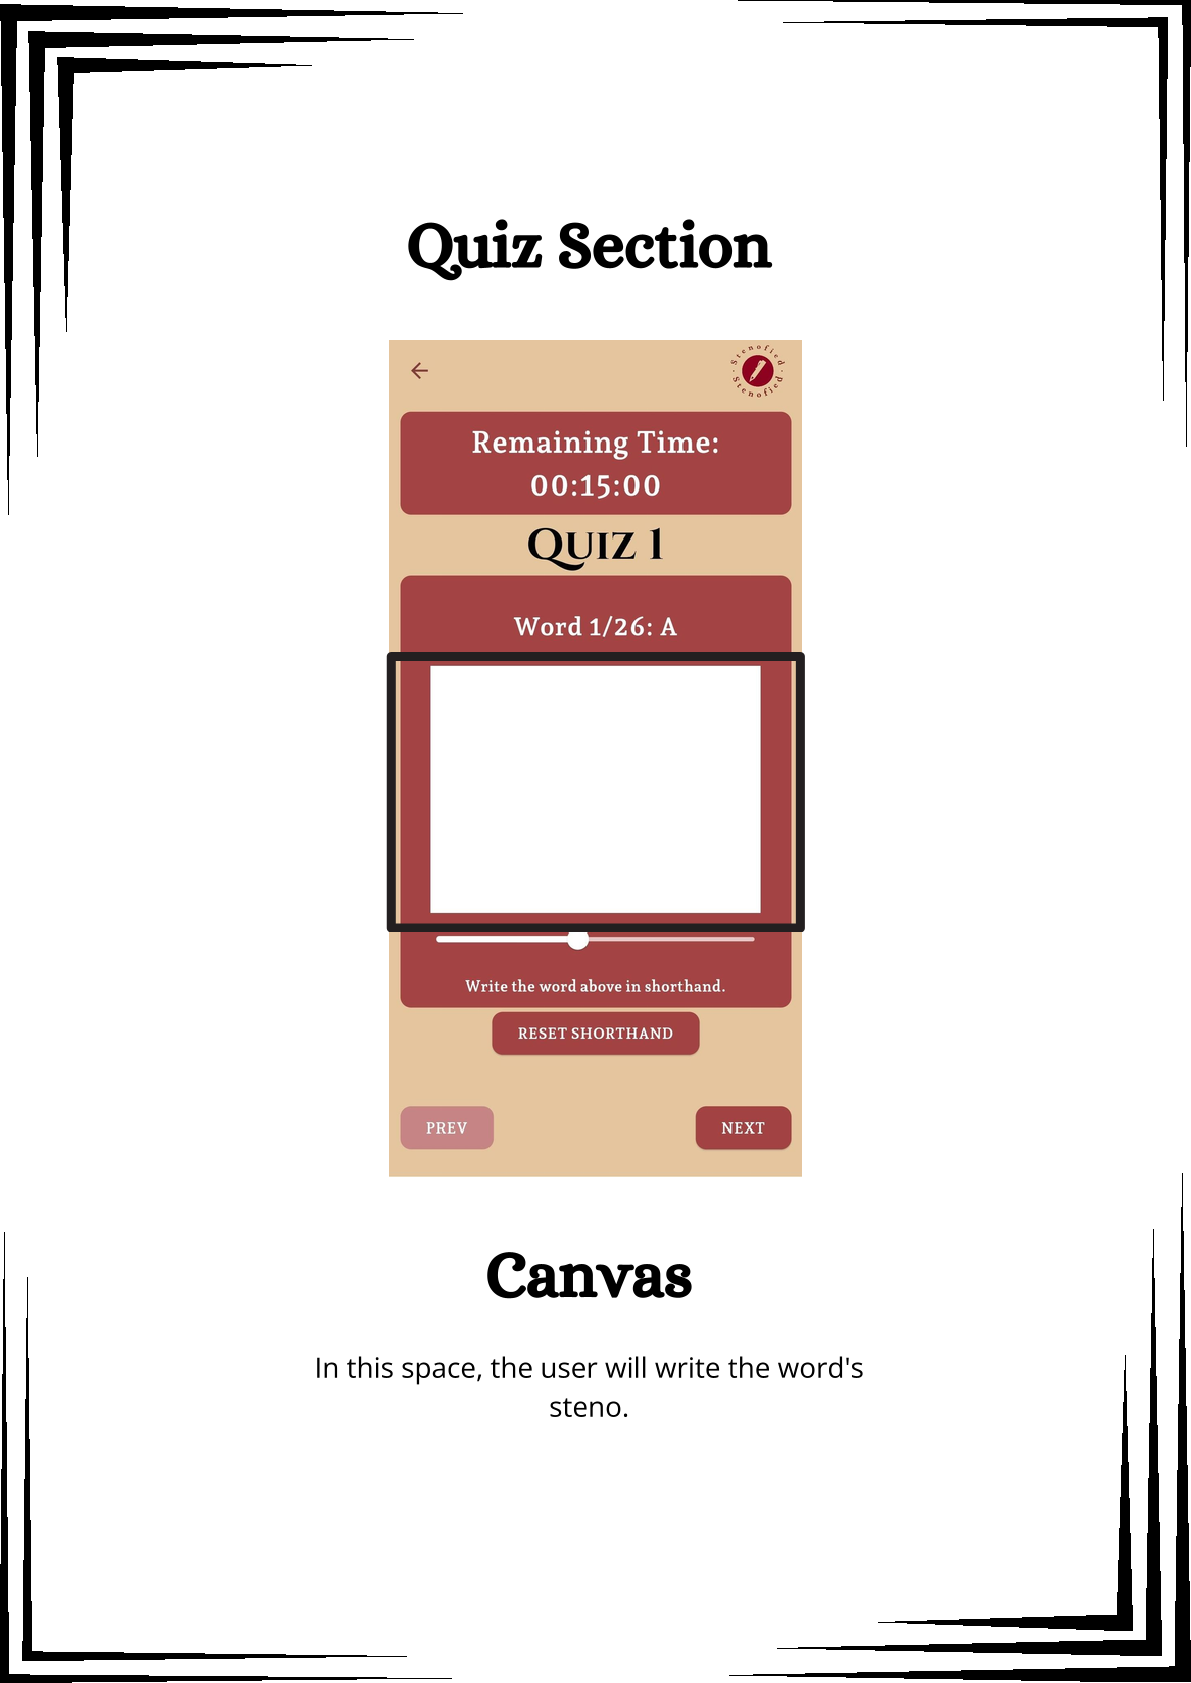 Quiz Section
· Stenofied · Stenofied
Remaining Time:
00:15:00
Quiz 1
Word 1/26: A
Write the word above in shorthand.
RESET SHORTHAND
PREV
NEXT
Canvas
In this space, the user will write the word's
steno.